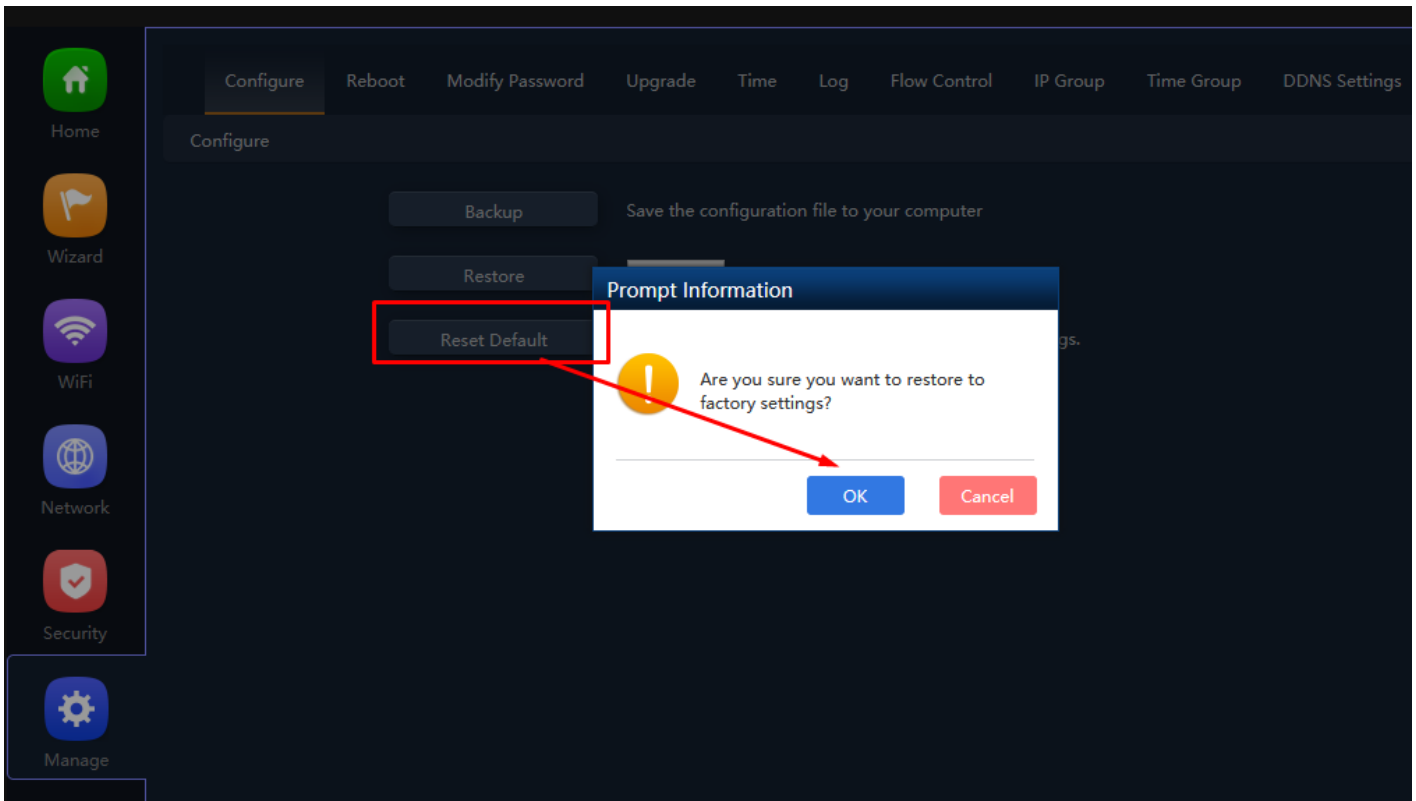 Home
Wizard
WiFi
Network
Security
Manage
Configure Reboot Modify Password Upgrade Time Log Flow Control IP Group Time Group DDNS Settings
Configure
Backup Save the configuration file to your computer
Restore
Reset Default gs.
Prompt Information
Are you sure you want to restore to
factory settings?
OK Cancel